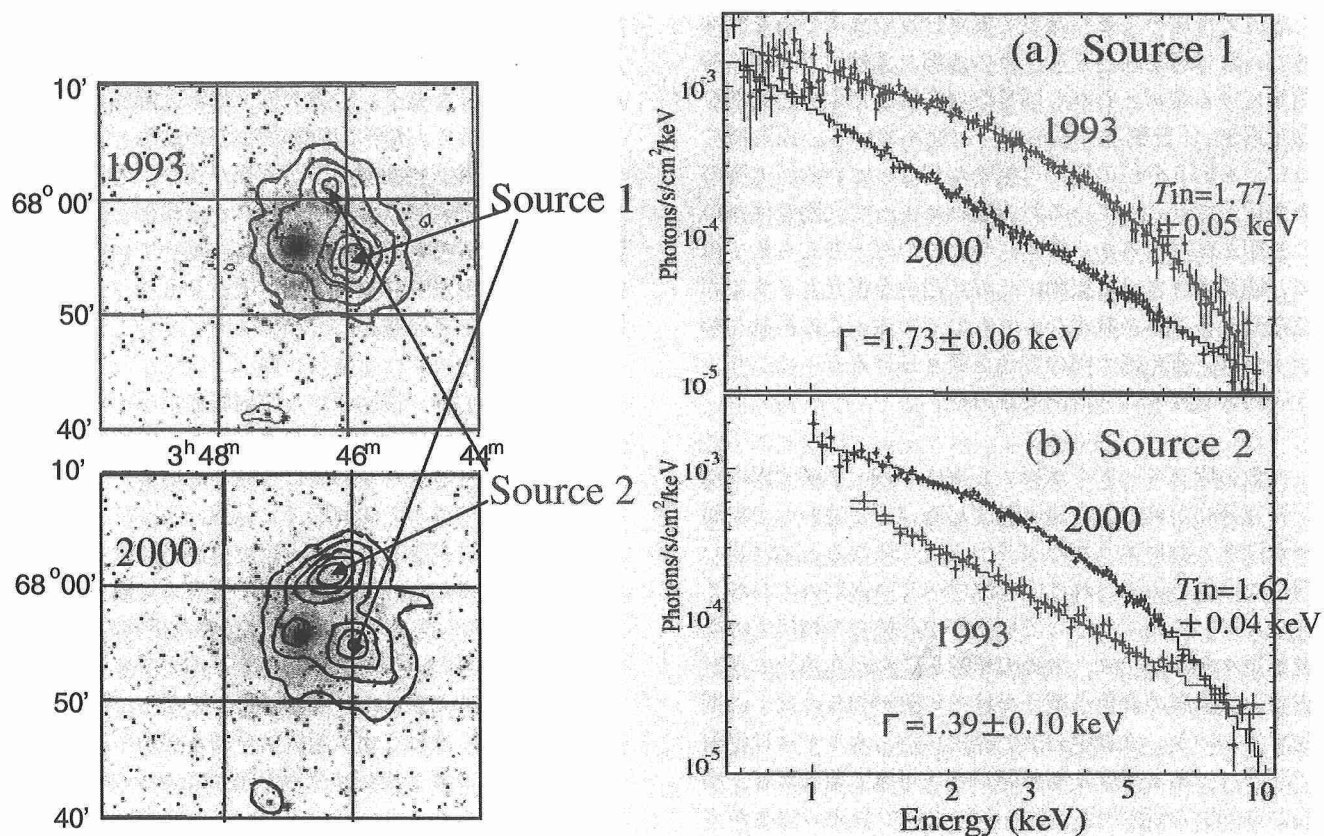 10'
1993
68° 00'
50'
40'
3ʰ 48ᵐ
46ᵐ
44ᵐ
Source 1
Source 2
10'
2000
68° 00'
50'
40'
(a) Source 1
10⁻³
1993
Tin=1.77
±0.05 keV
Photons/s/cm²/keV
10⁻⁴
2000
Γ=1.73±0.06 keV
10⁻⁵
(b) Source 2
10⁻³
2000
Tin=1.62
±0.04 keV
Photons/s/cm²/keV
10⁻⁴
1993
Γ=1.39±0.10 keV
10⁻⁵
1 2 3 5 10
Energy (keV)